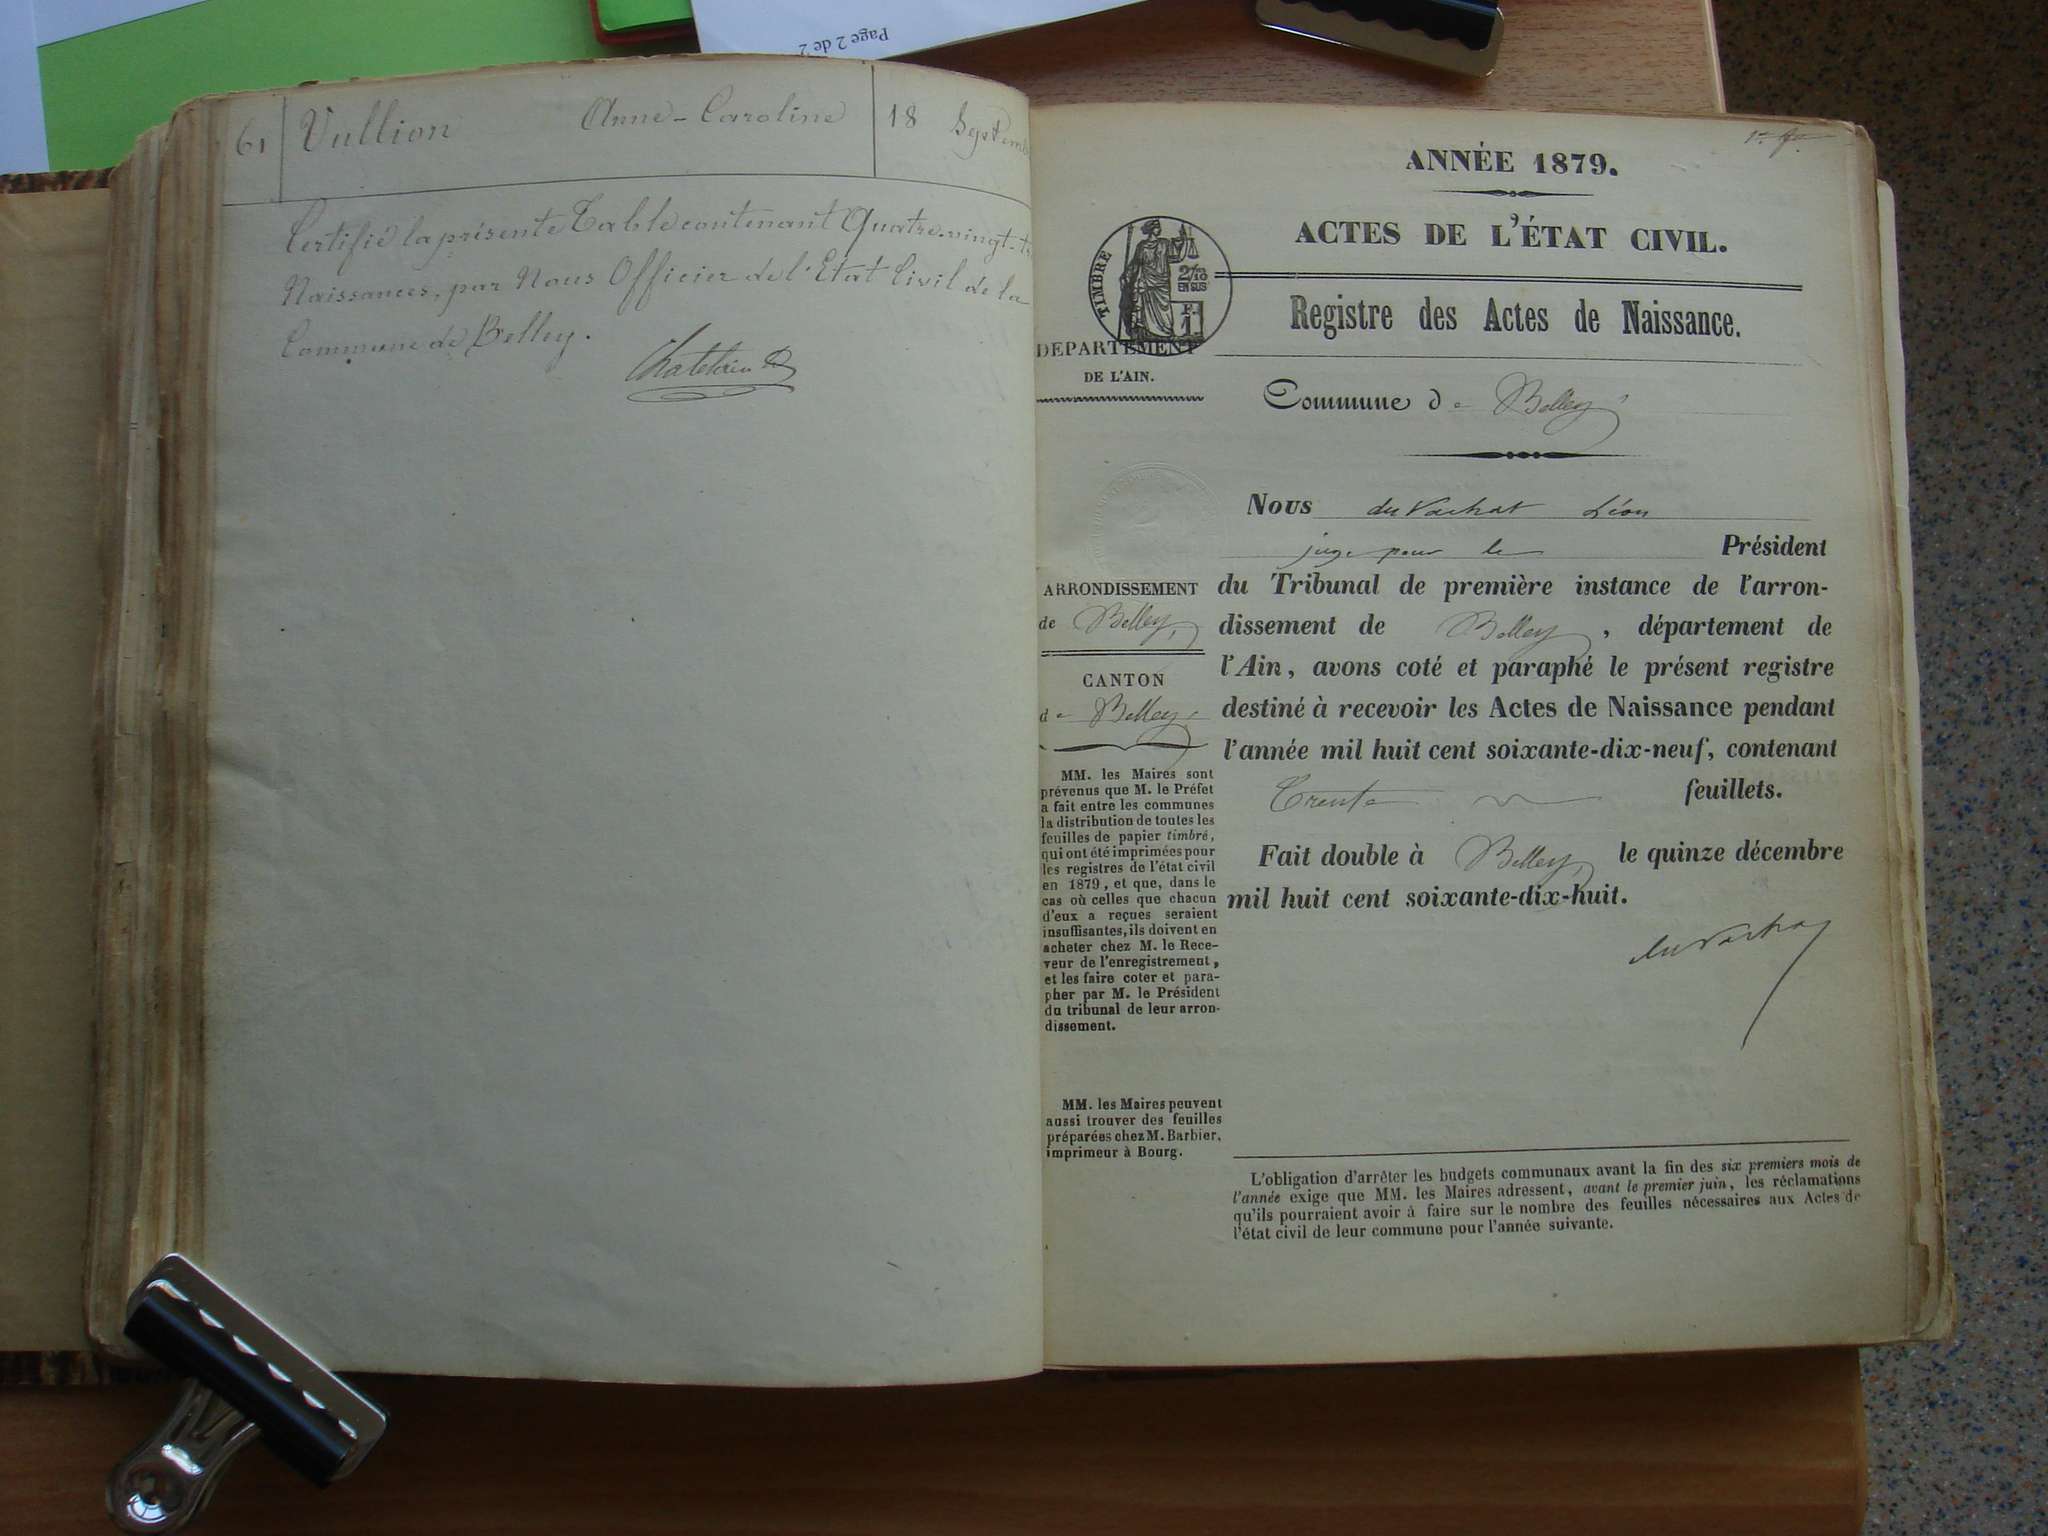 Page 2 de 2
61 Vullion Anne-Caroline 18 Septemb
Certifié la présente Table contenant Quatre-vingt-
Naissances, par Nous Officier de l'Etat Civil de la
Commune de Belley.
Chatelain
ANNÉE 1879.
ACTES DE L'ÉTAT CIVIL.
TIMBRE
2/10
EN SUS
Registre des Actes de Naissance.
DEPARTEMENT
DE L'AIN.
Commune de Belley
Nous du Vachat Léon
juge pour le Président
du Tribunal de première instance de l'arron-
dissement de Belley, département de
l'Ain, avons coté et paraphé le présent registre
destiné à recevoir les Actes de Naissance pendant
l'année mil huit cent soixante-dix-neuf, contenant
Trente feuillets.
Fait double à Belley, le quinze décembre
mil huit cent soixante-dix-huit.
du Vachat
ARRONDISSEMENT
de Belley,
CANTON
de Belley,
MM. les Maires sont
prévenus que M. le Préfet
a fait entre les communes
la distribution de toutes les
feuilles de papier timbré,
qui ont été imprimées pour
les registres de l'état civil
en 1879, et que, dans le
cas où celles que chacun
d'eux a reçues seraient
insuffisantes, ils doivent en
acheter chez M. le Rece-
veur de l'enregistrement,
et les faire coter et para-
pher par M. le Président
du tribunal de leur arron-
dissement.
MM. les Maires peuvent
aussi trouver des feuilles
préparées chez M. Barbier,
imprimeur à Bourg.
L'obligation d'arrêter les budgets communaux avant la fin des six premiers mois de
l'année exige que MM. les Maires adressent, avant le premier juin, les réclamations
qu'ils pourraient avoir à faire sur le nombre des feuilles nécessaires aux Actes de
l'état civil de leur commune pour l'année suivante.